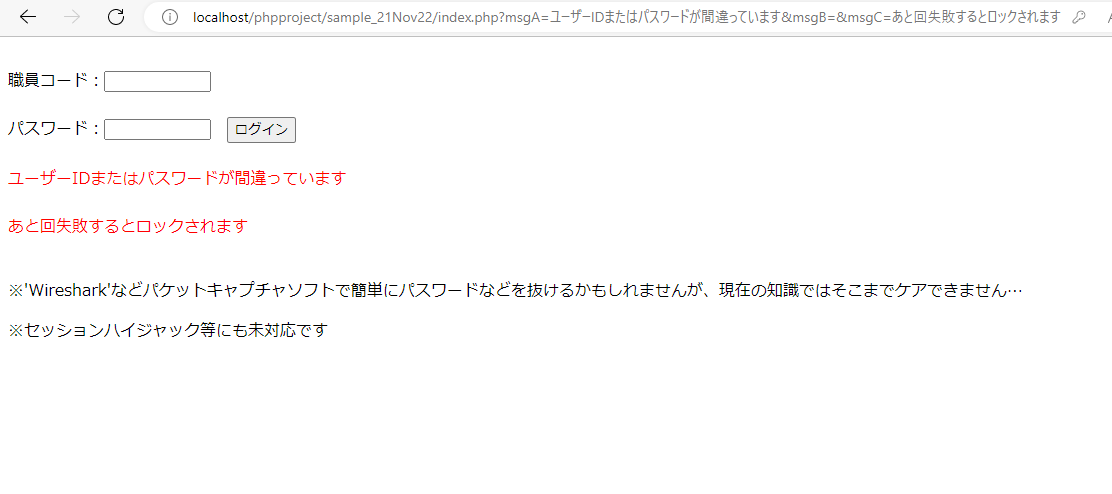 localhost/phpproject/sample_21Nov22/index.php?msgA=ユーザーIDまたはパスワードが間違っています&msgB=&msgC=あと回失敗するとロックされます
職員コード：
パスワード： ログイン
ユーザーIDまたはパスワードが間違っています
あと回失敗するとロックされます
※'Wireshark'などパケットキャプチャソフトで簡単にパスワードなどを抜けるかもしれませんが、現在の知識ではそこまでケアできません…
※セッションハイジャック等にも未対応です